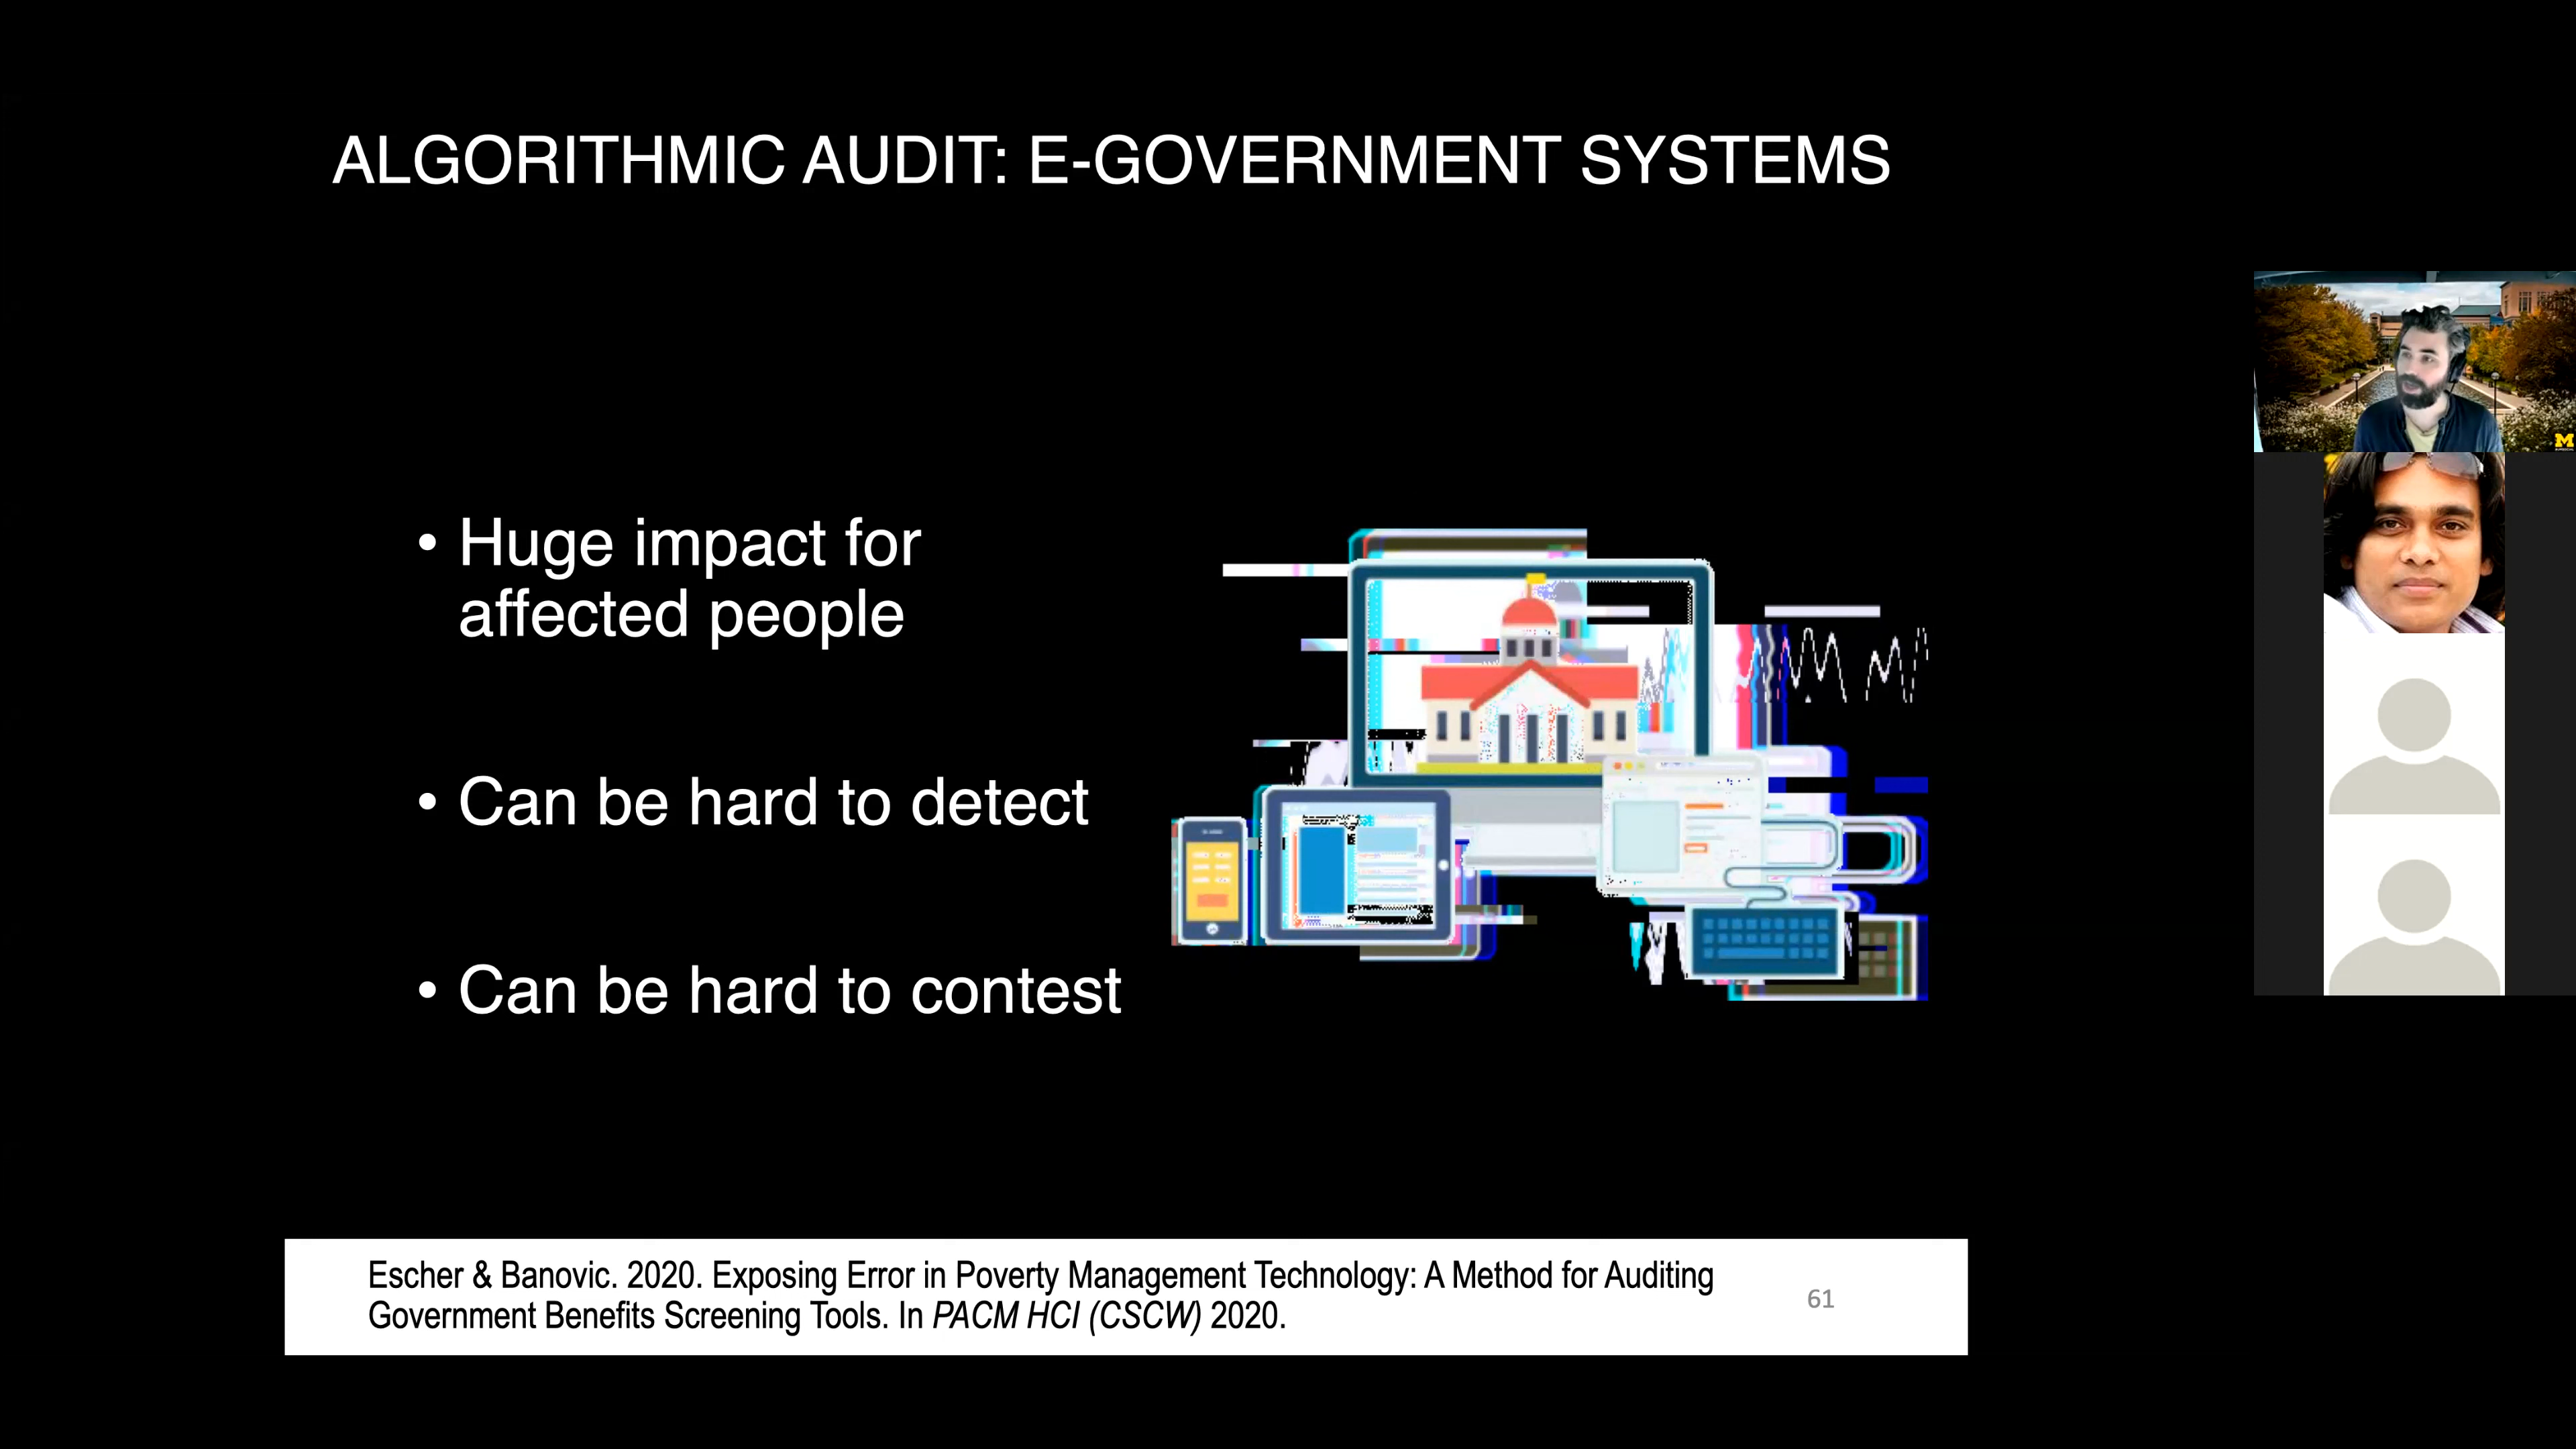 ALGORITHMIC AUDIT: E-GOVERNMENT SYSTEMS
• Huge impact for
affected people
• Can be hard to detect
• Can be hard to contest
Escher & Banovic. 2020. Exposing Error in Poverty Management Technology: A Method for Auditing
Government Benefits Screening Tools. In PACM HCI (CSCW) 2020.
61
M